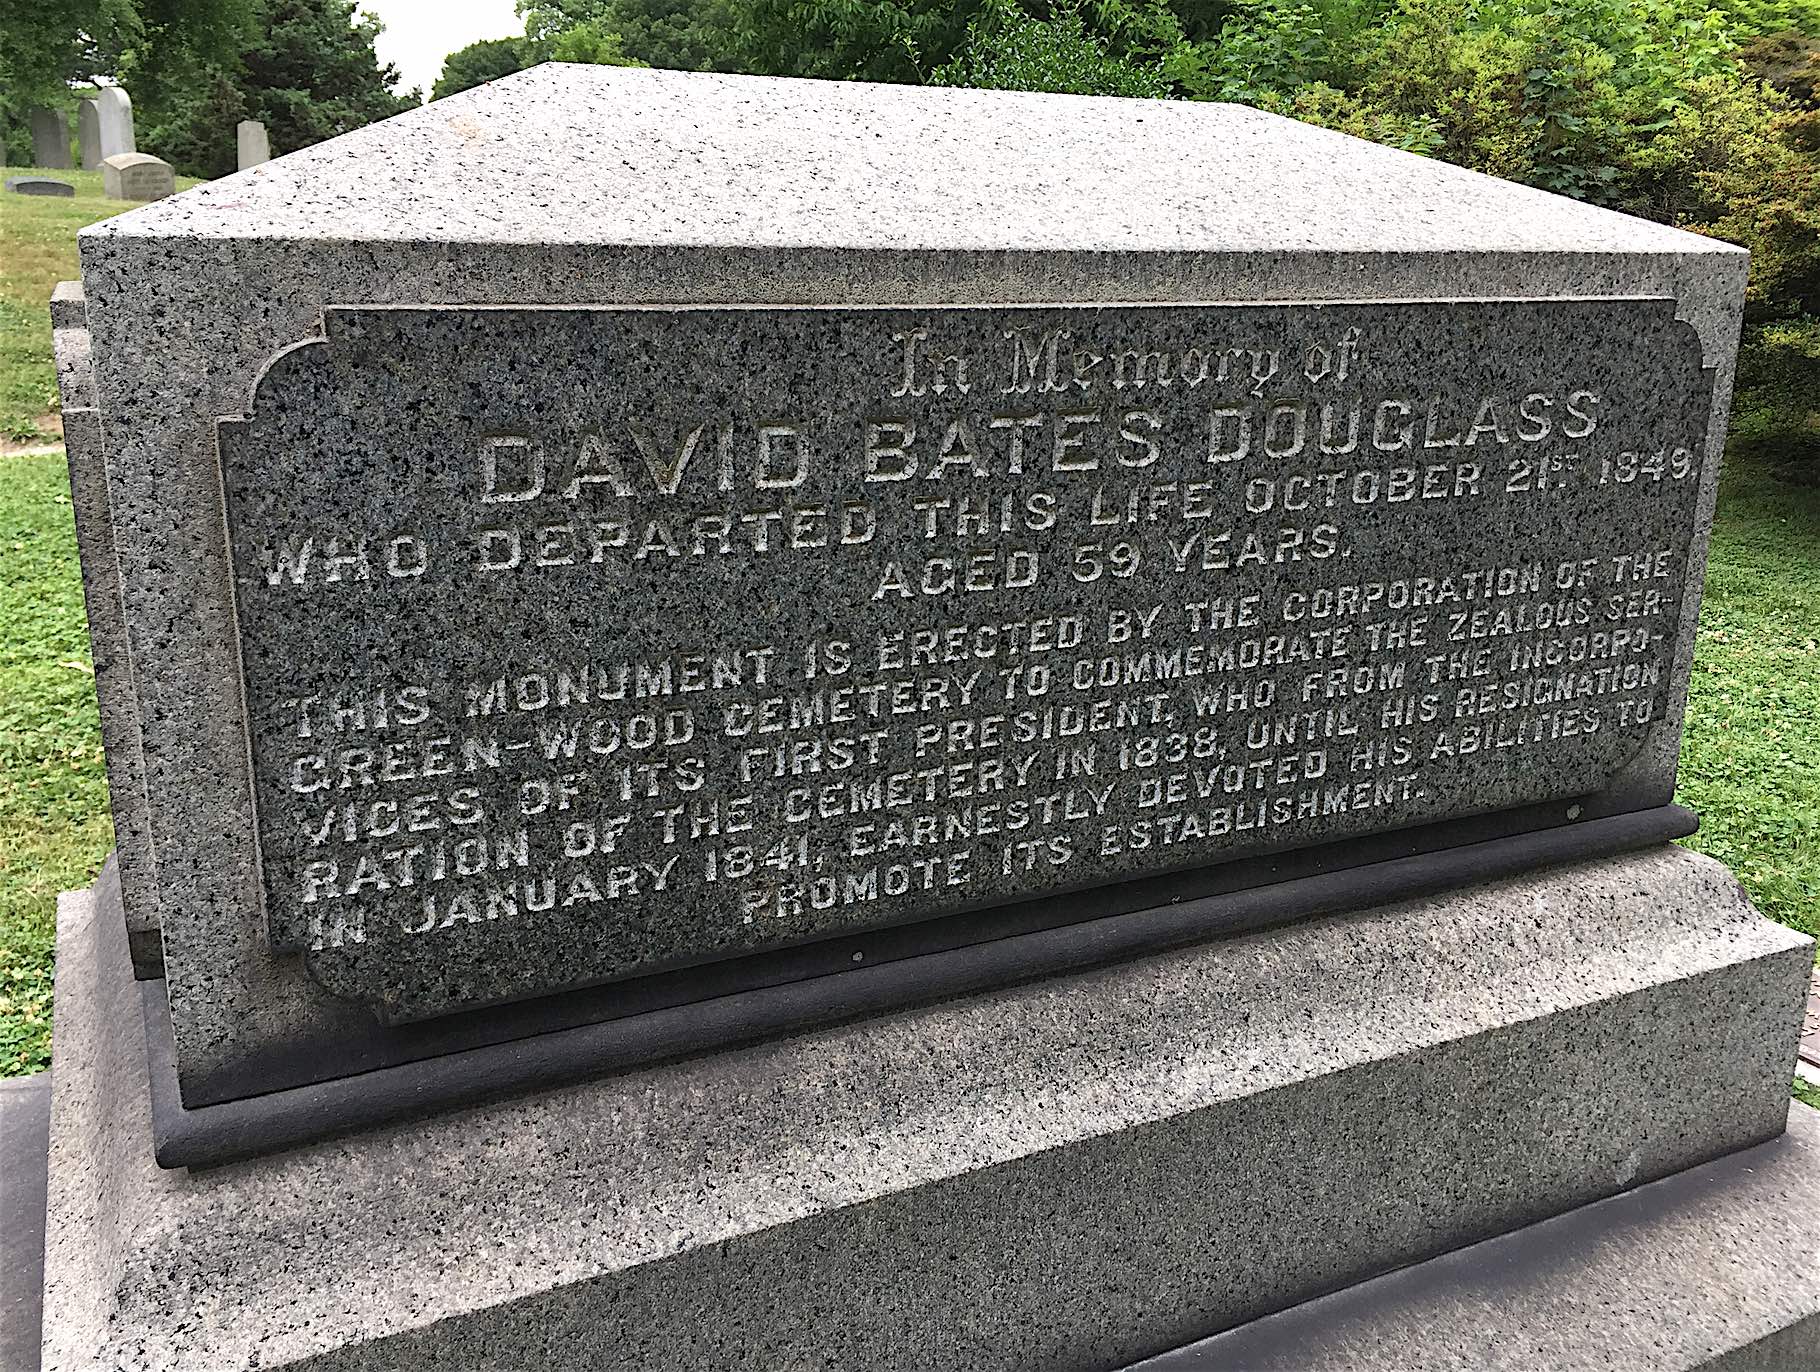 In Memory of
DAVID BATES DOUGLASS
WHO DEPARTED THIS LIFE OCTOBER 21ST. 1849.
AGED 59 YEARS.
THIS MONUMENT IS ERECTED BY THE CORPORATION OF THE
GREEN-WOOD CEMETERY TO COMMEMORATE THE ZEALOUS SER-
VICES OF ITS FIRST PRESIDENT, WHO FROM THE INCORPO-
RATION OF THE CEMETERY IN 1838, UNTIL HIS RESIGNATION
IN JANUARY 1841, EARNESTLY DEVOTED HIS ABILITIES TO
PROMOTE ITS ESTABLISHMENT.